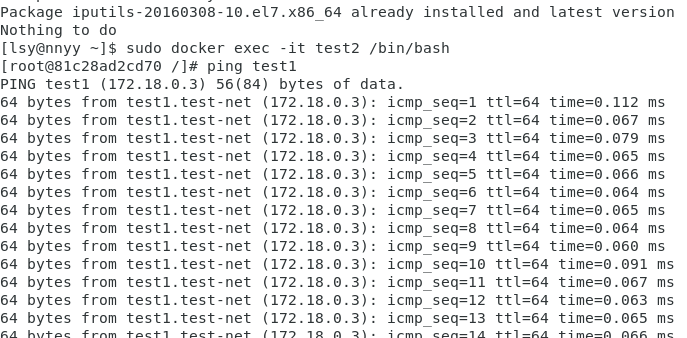 Package iputils-20160308-10.el7.x86_64 already installed and latest version
Nothing to do
[lsy@nnyy ~]$ sudo docker exec -it test2 /bin/bash
[root@81c28ad2cd70 /]# ping test1
PING test1 (172.18.0.3) 56(84) bytes of data.
64 bytes from test1.test-net (172.18.0.3): icmp_seq=1 ttl=64 time=0.112 ms
64 bytes from test1.test-net (172.18.0.3): icmp_seq=2 ttl=64 time=0.067 ms
64 bytes from test1.test-net (172.18.0.3): icmp_seq=3 ttl=64 time=0.079 ms
64 bytes from test1.test-net (172.18.0.3): icmp_seq=4 ttl=64 time=0.065 ms
64 bytes from test1.test-net (172.18.0.3): icmp_seq=5 ttl=64 time=0.066 ms
64 bytes from test1.test-net (172.18.0.3): icmp_seq=6 ttl=64 time=0.064 ms
64 bytes from test1.test-net (172.18.0.3): icmp_seq=7 ttl=64 time=0.065 ms
64 bytes from test1.test-net (172.18.0.3): icmp_seq=8 ttl=64 time=0.064 ms
64 bytes from test1.test-net (172.18.0.3): icmp_seq=9 ttl=64 time=0.060 ms
64 bytes from test1.test-net (172.18.0.3): icmp_seq=10 ttl=64 time=0.091 ms
64 bytes from test1.test-net (172.18.0.3): icmp_seq=11 ttl=64 time=0.067 ms
64 bytes from test1.test-net (172.18.0.3): icmp_seq=12 ttl=64 time=0.063 ms
64 bytes from test1.test-net (172.18.0.3): icmp_seq=13 ttl=64 time=0.065 ms
64 bytes from test1.test-net (172.18.0.3): icmp_seq=14 ttl=64 time=0.066 ms